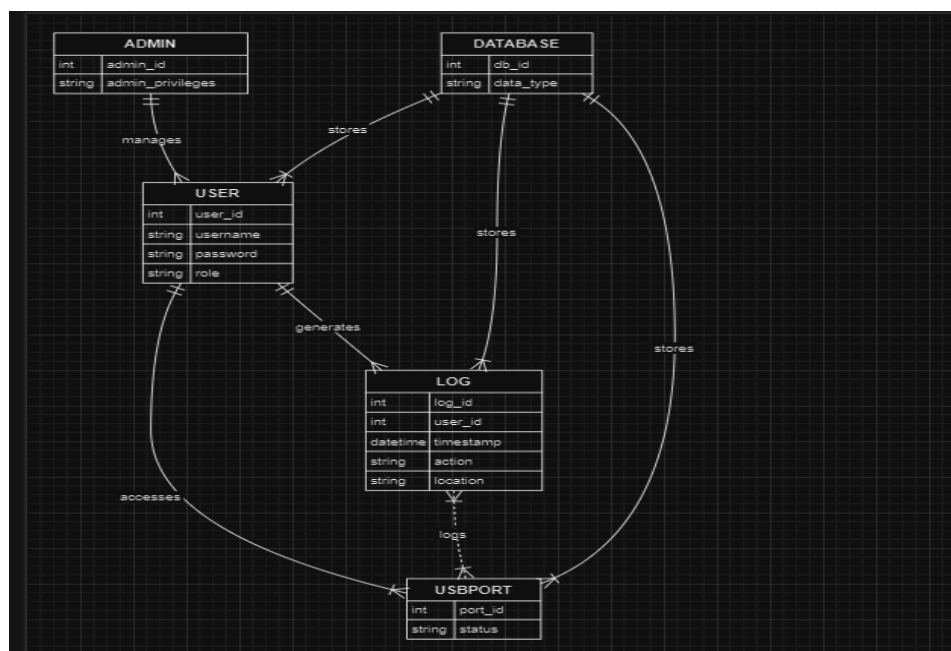 ADMIN
int admin_id
string admin_privileges
DATABASE
int db_id
string data_type
manages
stores
USER
int user_id
string username
string password
string role
stores
generates
stores
LOG
int log_id
int user_id
datetime timestamp
string action
string location
accesses
logs
USBPORT
int port_id
string status